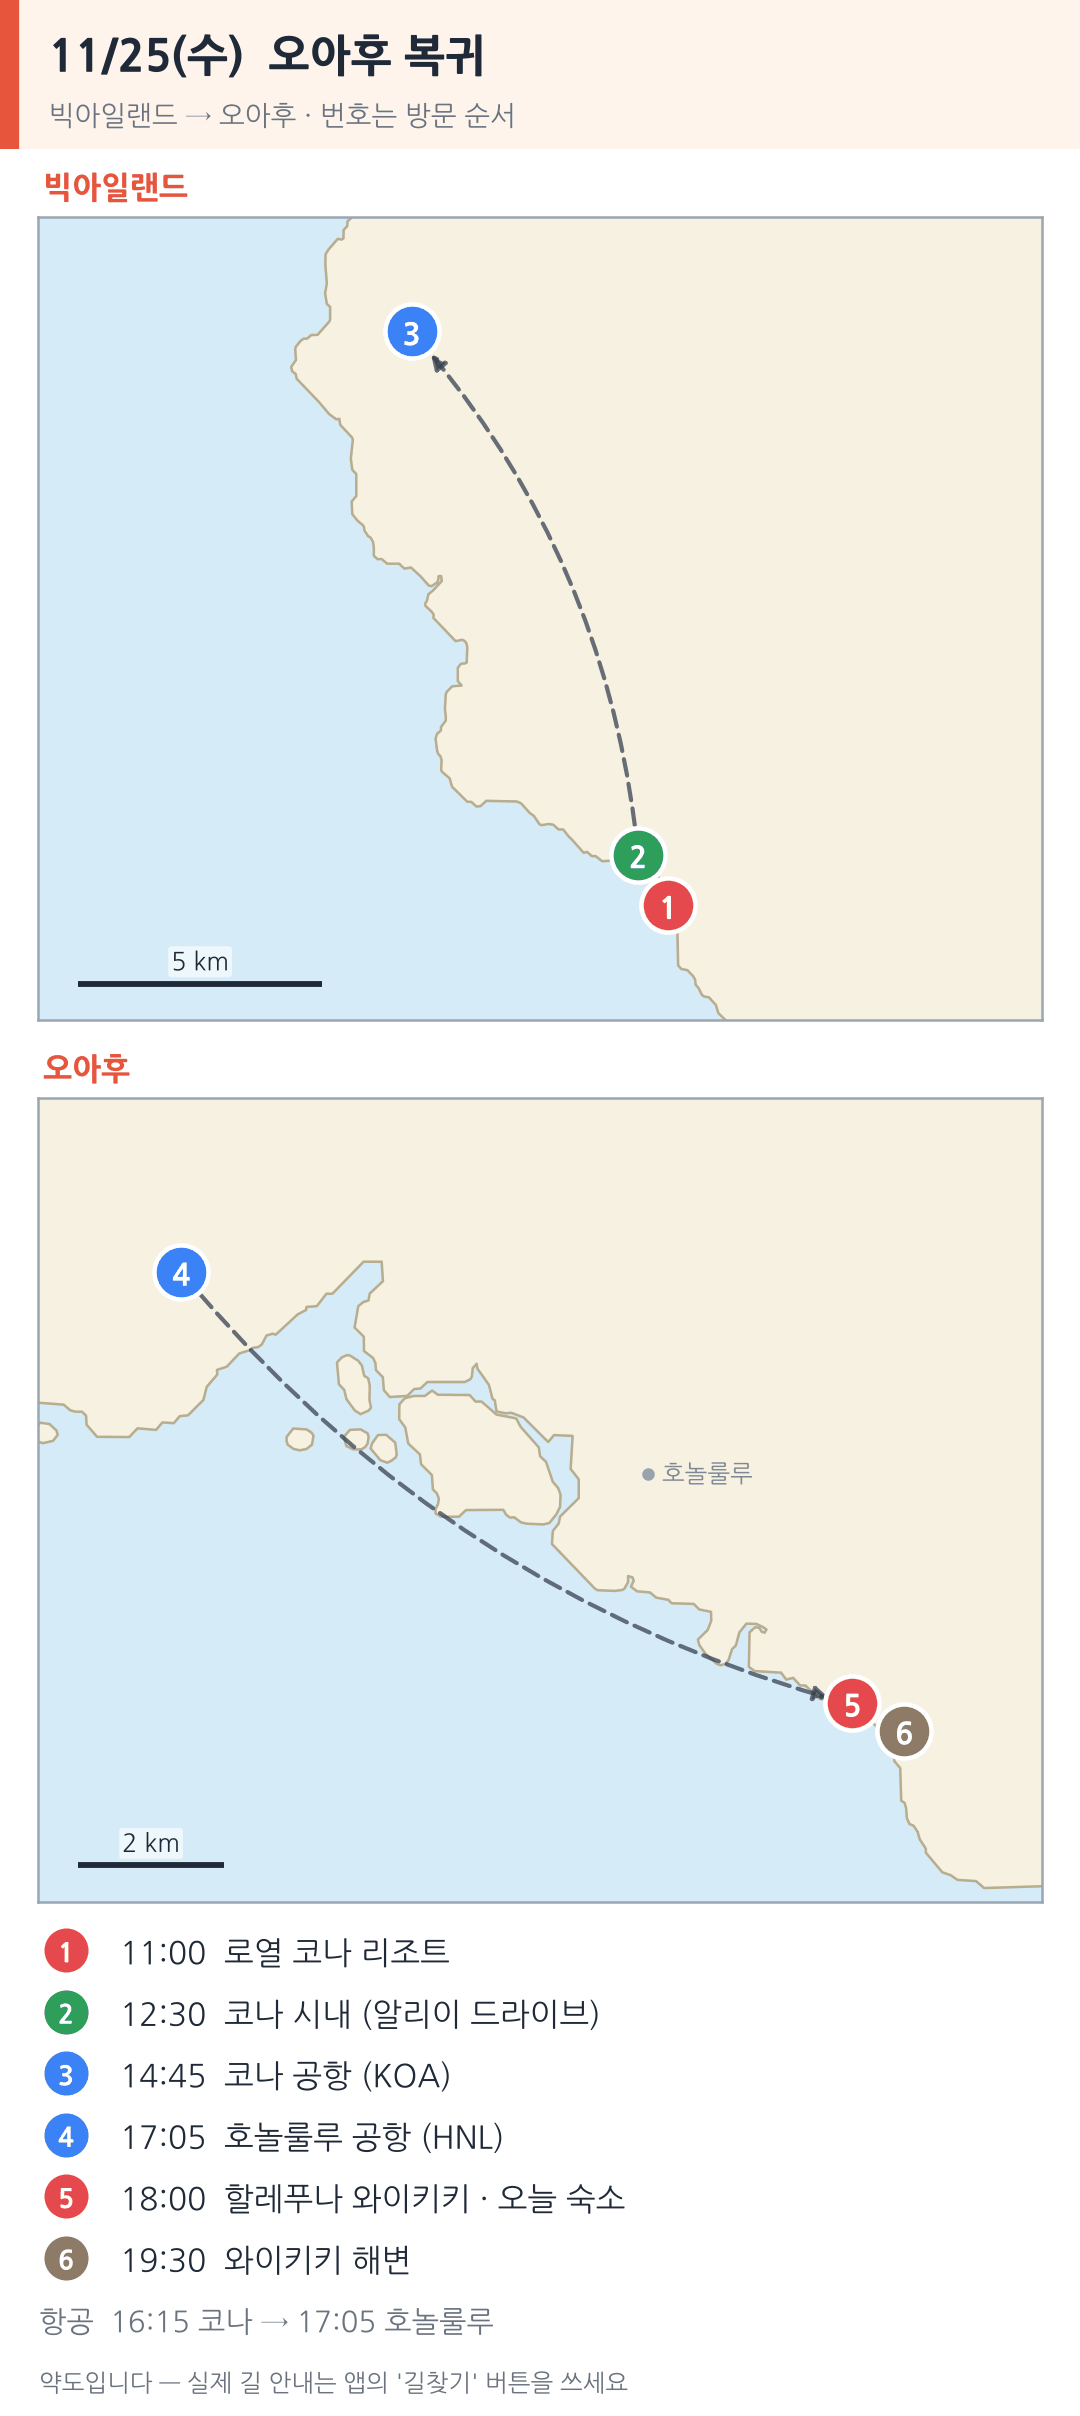 11/25(수) 오아후 복귀
빅아일랜드 → 오아후 · 번호는 방문 순서
빅아일랜드
3
2
1
5 km
오아후
4
호놀룰루
5
6
2 km
1 11:00 로열 코나 리조트
2 12:30 코나 시내 (알리이 드라이브)
3 14:45 코나 공항 (KOA)
4 17:05 호놀룰루 공항 (HNL)
5 18:00 할레푸나 와이키키 · 오늘 숙소
6 19:30 와이키키 해변
항공 16:15 코나 → 17:05 호놀룰루
약도입니다 — 실제 길 안내는 앱의 '길찾기' 버튼을 쓰세요